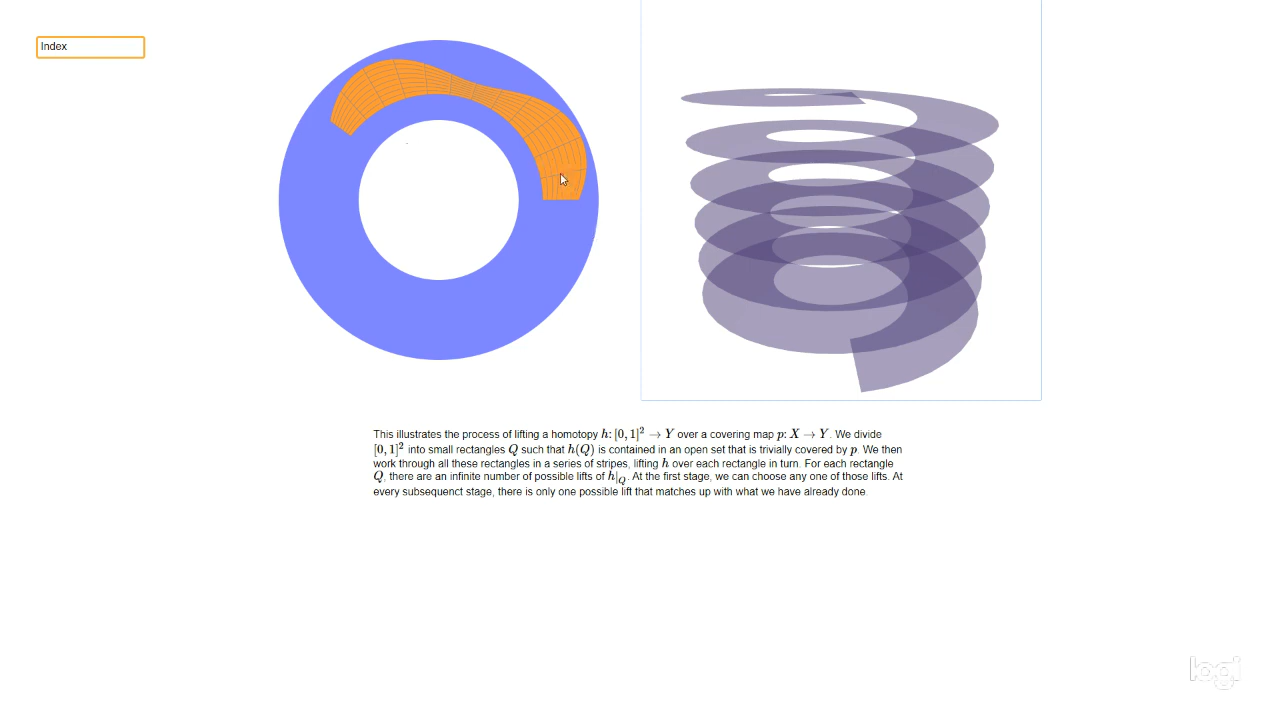 Index
This illustrates the process of lifting a homotopy h: [0, 1]² → Y over a covering map p: X → Y. We divide
[0, 1]² into small rectangles Q such that h(Q) is contained in an open set that is trivially covered by p. We then
work through all these rectangles in a series of stripes, lifting h over each rectangle in turn. For each rectangle
Q, there are an infinite number of possible lifts of h|_Q. At the first stage, we can choose any one of those lifts. At
every subsequenct stage, there is only one possible lift that matches up with what we have already done.
logi